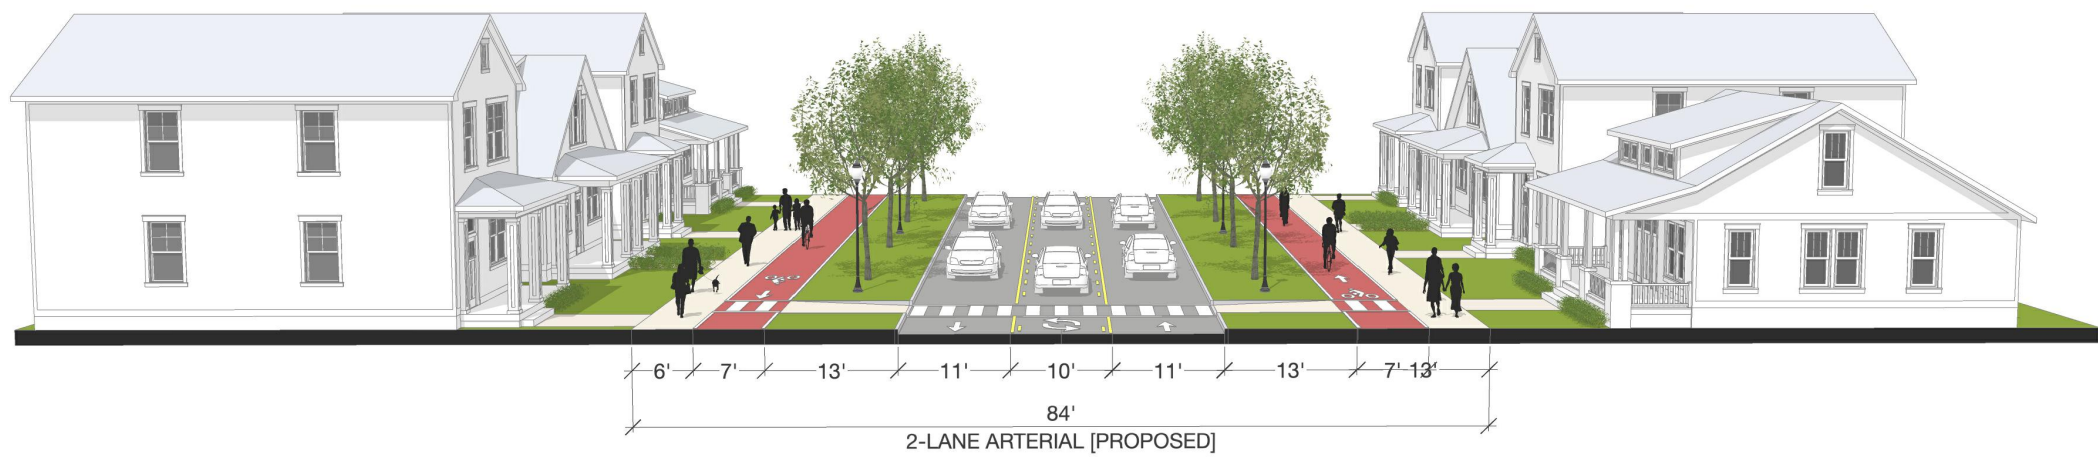 6' 7' 13' 11' 10' 11' 13' 7' 13'
84'
2-LANE ARTERIAL [PROPOSED]